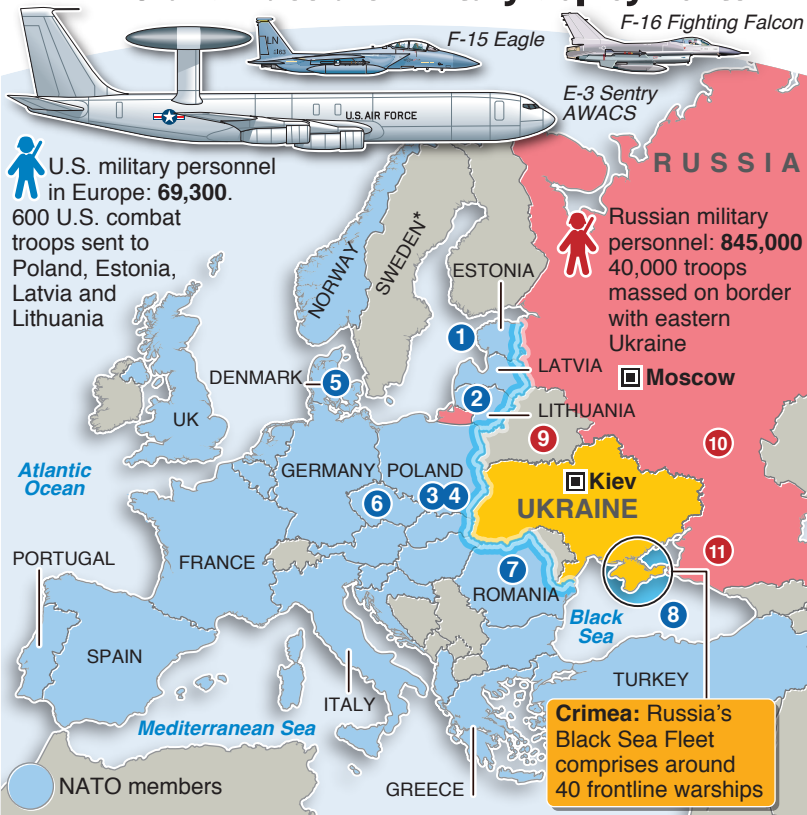 F-15 Eagle
F-16 Fighting Falcon
E-3 Sentry
AWACS
LN
U.S. AIR FORCE
U.S. military personnel
in Europe: 69,300.
600 U.S. combat
troops sent to
Poland, Estonia,
Latvia and
Lithuania
RUSSIA
Russian military
personnel: 845,000
40,000 troops
massed on border
with eastern
Ukraine
NORWAY
SWEDEN*
ESTONIA
1
LATVIA
Moscow
DENMARK
5
2
LITHUANIA
UK
9
10
Atlantic
Ocean
GERMANY
POLAND
Kiev
UKRAINE
6
3
4
PORTUGAL
FRANCE
7
11
ROMANIA
Black
Sea
8
SPAIN
ITALY
TURKEY
Mediterranean Sea
Crimea: Russia's
Black Sea Fleet
comprises around
40 frontline warships
NATO members
GREECE